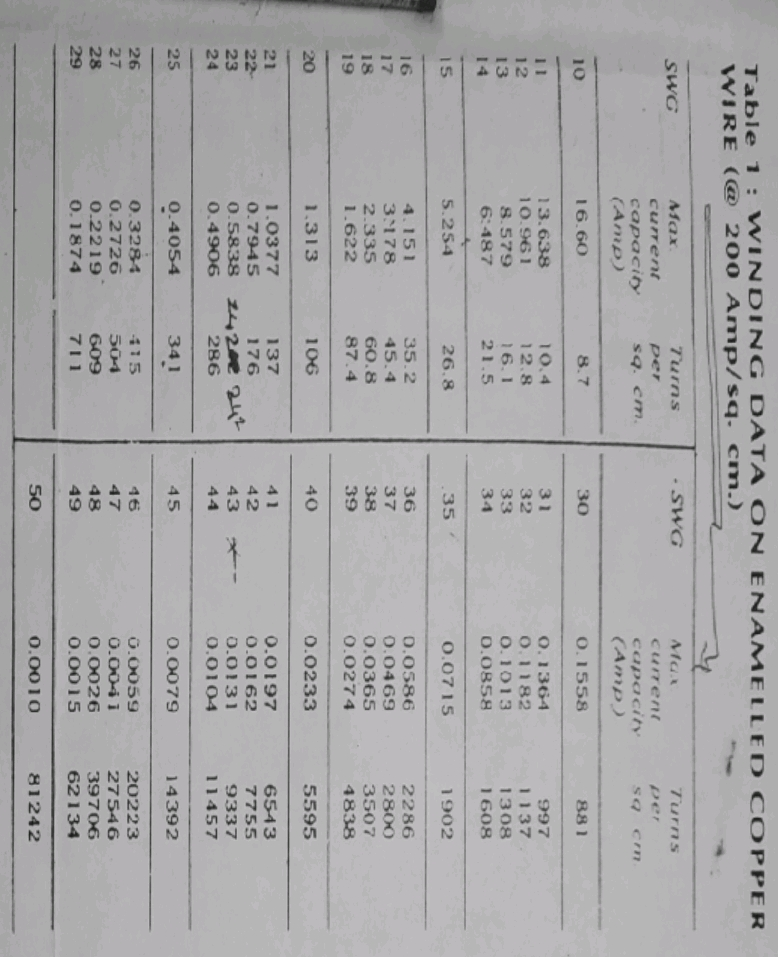 Table 1 : WINDING DATA ON ENAMELLED COPPER
WIRE (@ 200 Amp/sq. cm.)
SWG Max. current capacity (Amp) Turns per sq. cm. SWG Max. current capacity (Amp) Turns per sq cm
10 16.60 8.7 30 0.1558 881
11 13.638 10.4 31 0.1364 997
12 10.961 12.8 32 0.1182 1137
13 8.579 16.1 33 0.1013 1308
14 6.487 21.5 34 0.0858 1608
15 5.254 26.8 35 0.0715 1902
16 4.151 35.2 36 0.0586 2286
17 3.178 45.4 37 0.0469 2800
18 2.335 60.8 38 0.0365 3507
19 1.622 87.4 39 0.0274 4838
20 1.313 106 40 0.0233 5595
21 1.0377 137 41 0.0197 6543
22 0.7945 176 42 0.0162 7755
23 0.5838 242 43 0.0131 9337
24 0.4906 286 44 0.0104 11457
25 0.4054 341 45 0.0079 14392
26 0.3284 415 46 0.0059 20223
27 0.2726 504 47 0.0041 27546
28 0.2219 609 48 0.0026 39706
29 0.1874 711 49 0.0015 62134
50 0.0010 81242